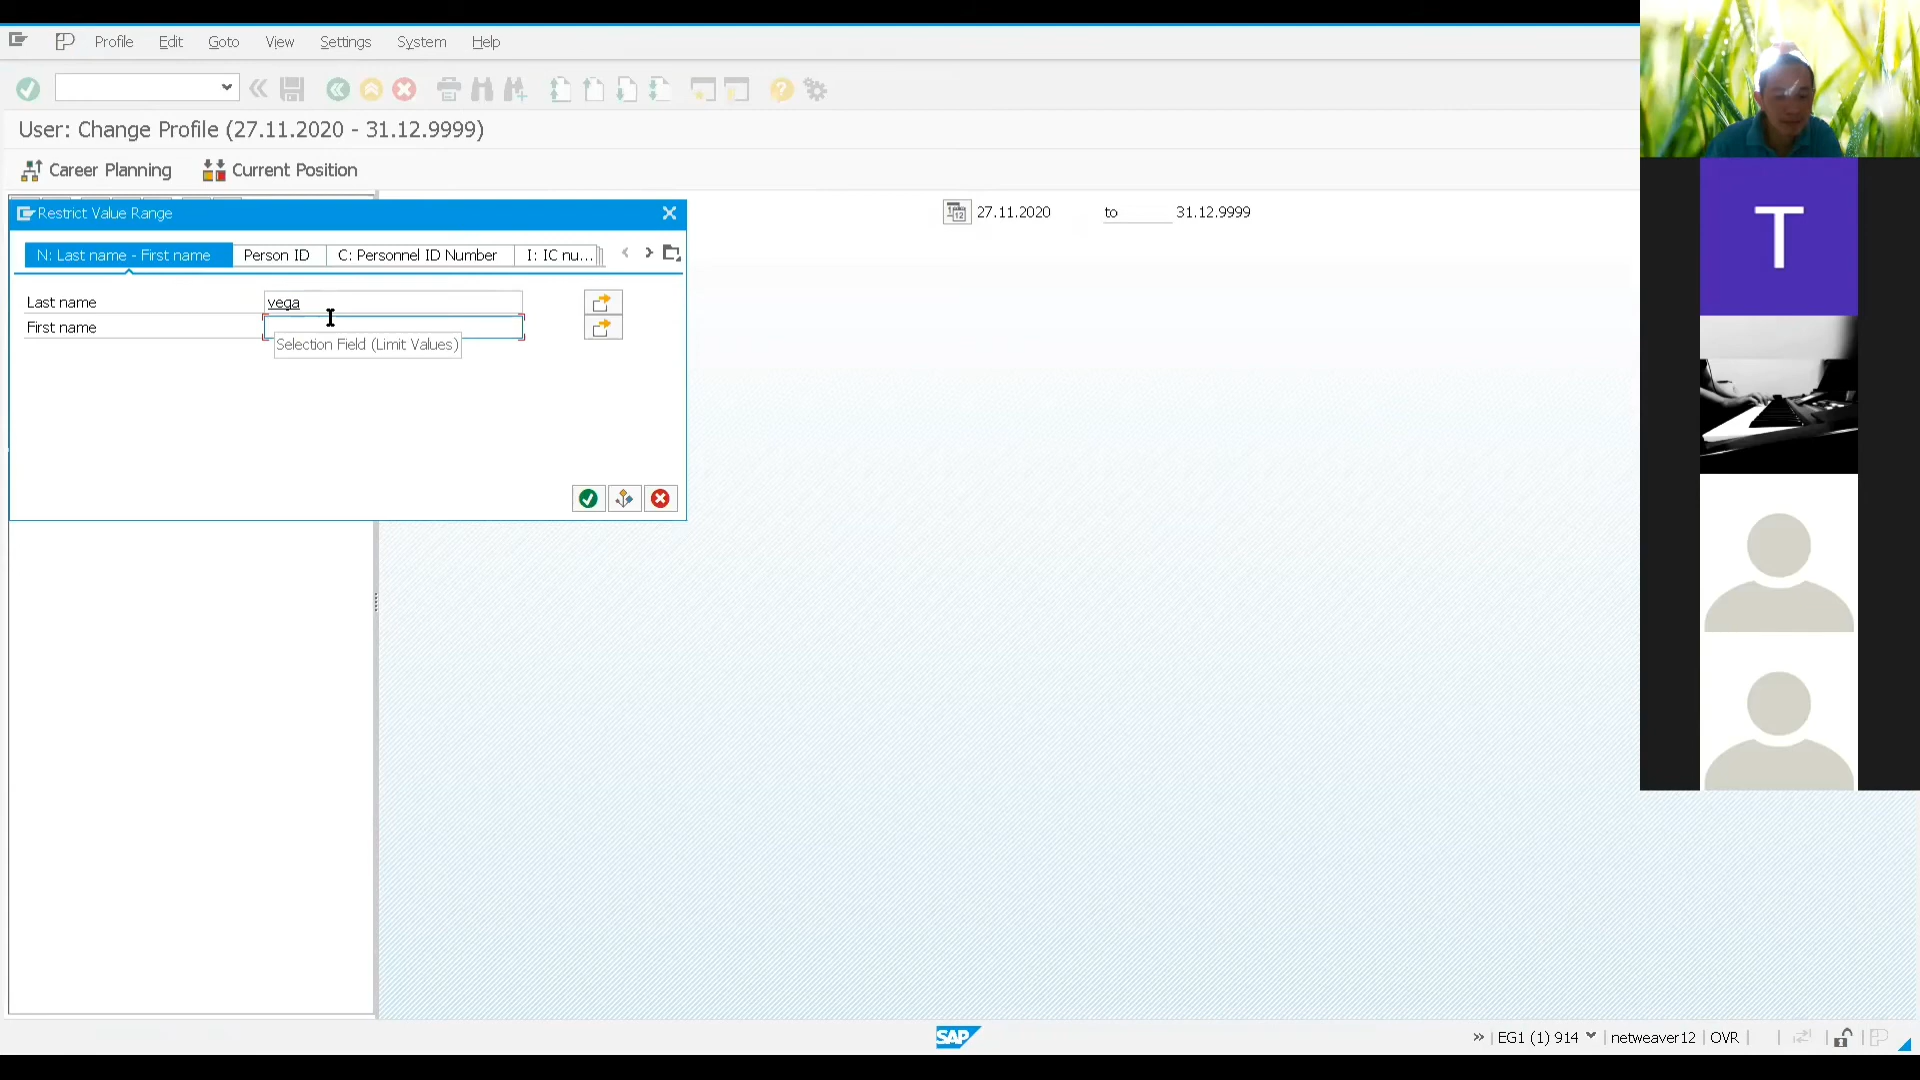 Profile Edit Goto View Settings System Help
User: Change Profile (27.11.2020 - 31.12.9999)
Career Planning Current Position
Restrict Value Range
27.11.2020 to 31.12.9999
N: Last name - First name Person ID C: Personnel ID Number I: IC nu...
Last name vega
First name
Selection Field (Limit Values)
T
SAP
EG1 (1) 914 netweaver12 OVR